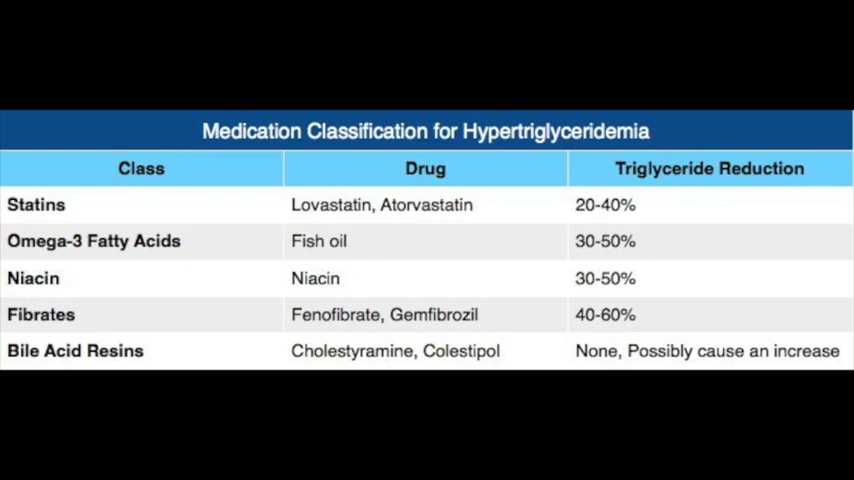 Medication Classification for Hypertriglyceridemia
Class Drug Triglyceride Reduction
Statins Lovastatin, Atorvastatin 20-40%
Omega-3 Fatty Acids Fish oil 30-50%
Niacin Niacin 30-50%
Fibrates Fenofibrate, Gemfibrozil 40-60%
Bile Acid Resins Cholestyramine, Colestipol None, Possibly cause an increase